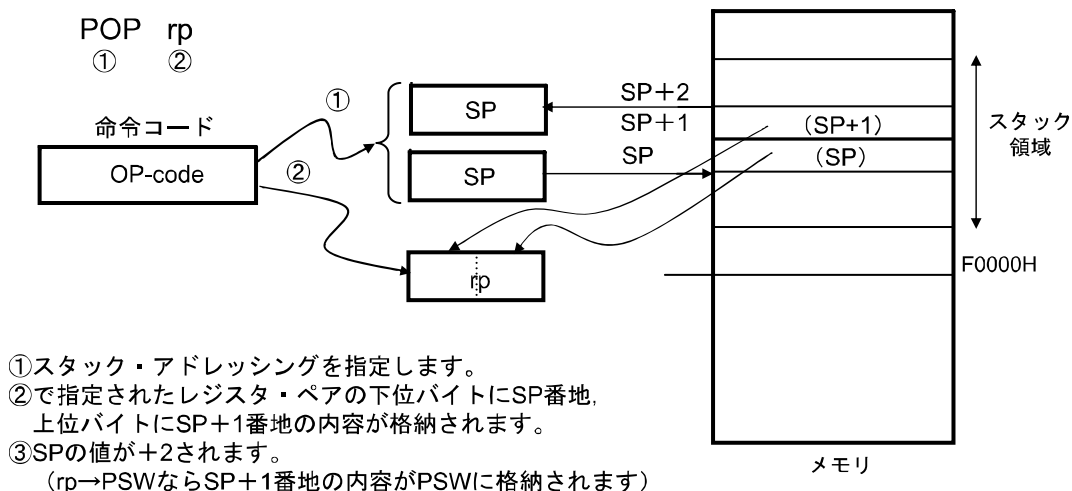 POP rp
① ②
命令コード
OP-code
①
②
SP
SP
rp
SP＋2
SP＋1
SP
（SP+1）
（SP）
スタック
領域
F0000H
メモリ
①スタック・アドレッシングを指定します。
②で指定されたレジスタ・ペアの下位バイトにSP番地,
上位バイトにSP＋1番地の内容が格納されます。
③SPの値が＋2されます。
（rp→PSWならSP＋1番地の内容がPSWに格納されます）